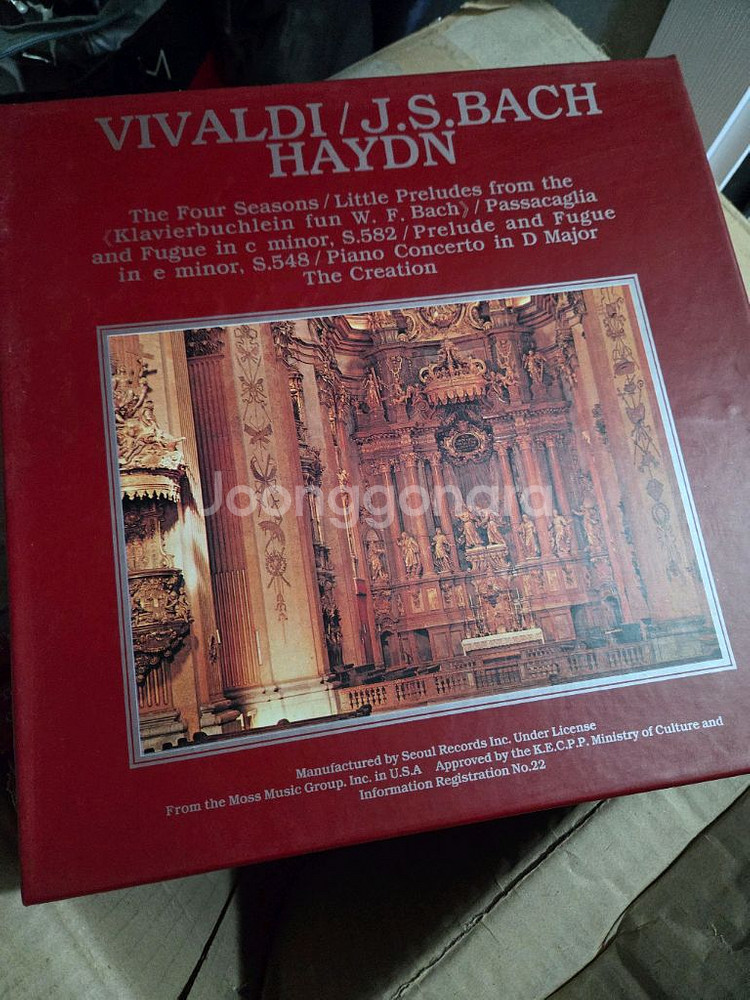 VIVALDI / J.S.BACH
HAYDN
The Four Seasons / Little Preludes from the
《Klavierbuchlein fun W. F. Bach》 / Passacaglia
and Fugue in c minor, S.582 / Prelude and Fugue
in e minor, S.548 / Piano Concerto in D Major
The Creation
Joonggonara
Manufactured by Seoul Records Inc. Under License
From the Moss Music Group. Inc. in U.S.A Approved by the K.E.C.P.P. Ministry of Culture and
Information Registration No.22